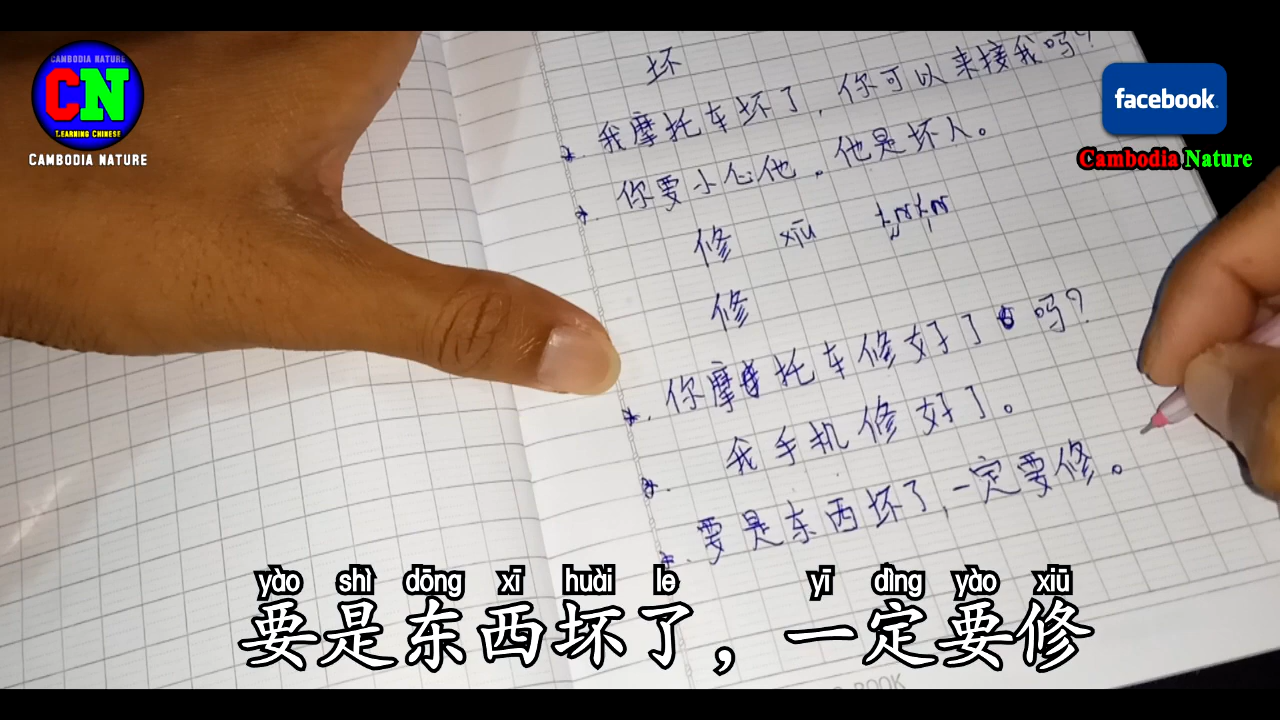 CAMBODIA NATURE
CN
LEARNING CHINESE
CAMBODIA NATURE
facebook
Cambodia Nature
坏
我摩托车坏了，你可以来接我吗？
你要小心他。他是坏人。
修 xiū
修
你摩托车修好了吗？
我手机修好了。
要是东西坏了，一定要修。
yào shì dōng xī huài le yī dìng yào xiū
要是东西坏了，一定要修
BOOK